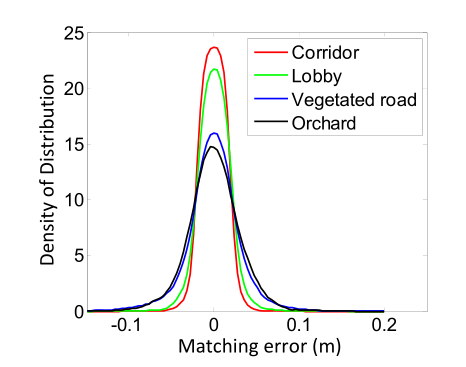 25
20
15
10
5
0
Density of Distribution
Corridor
Lobby
Vegetated road
Orchard
-0.1
0
0.1
0.2
Matching error (m)